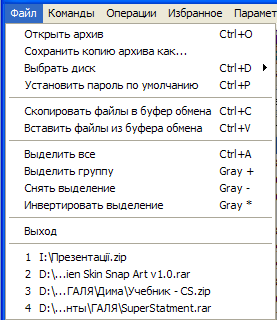 Файл Команды Операции Избранное Парамет
Открыть архив Ctrl+O
Сохранить копию архива как...
Выбрать диск Ctrl+D
Установить пароль по умолчанию Ctrl+P
Скопировать файлы в буфер обмена Ctrl+C
Вставить файлы из буфера обмена Ctrl+V
Выделить все Ctrl+A
Выделить группу Gray +
Снять выделение Gray -
Инвертировать выделение Gray *
Выход
1 I:\Презентації.zip
2 D:\...ien Skin Snap Art v1.0.rar
3 D:\...ГАЛЯ\Дима\Учебник - CS.zip
4 D:\...нты\ГАЛЯ\SuperStatment.rar